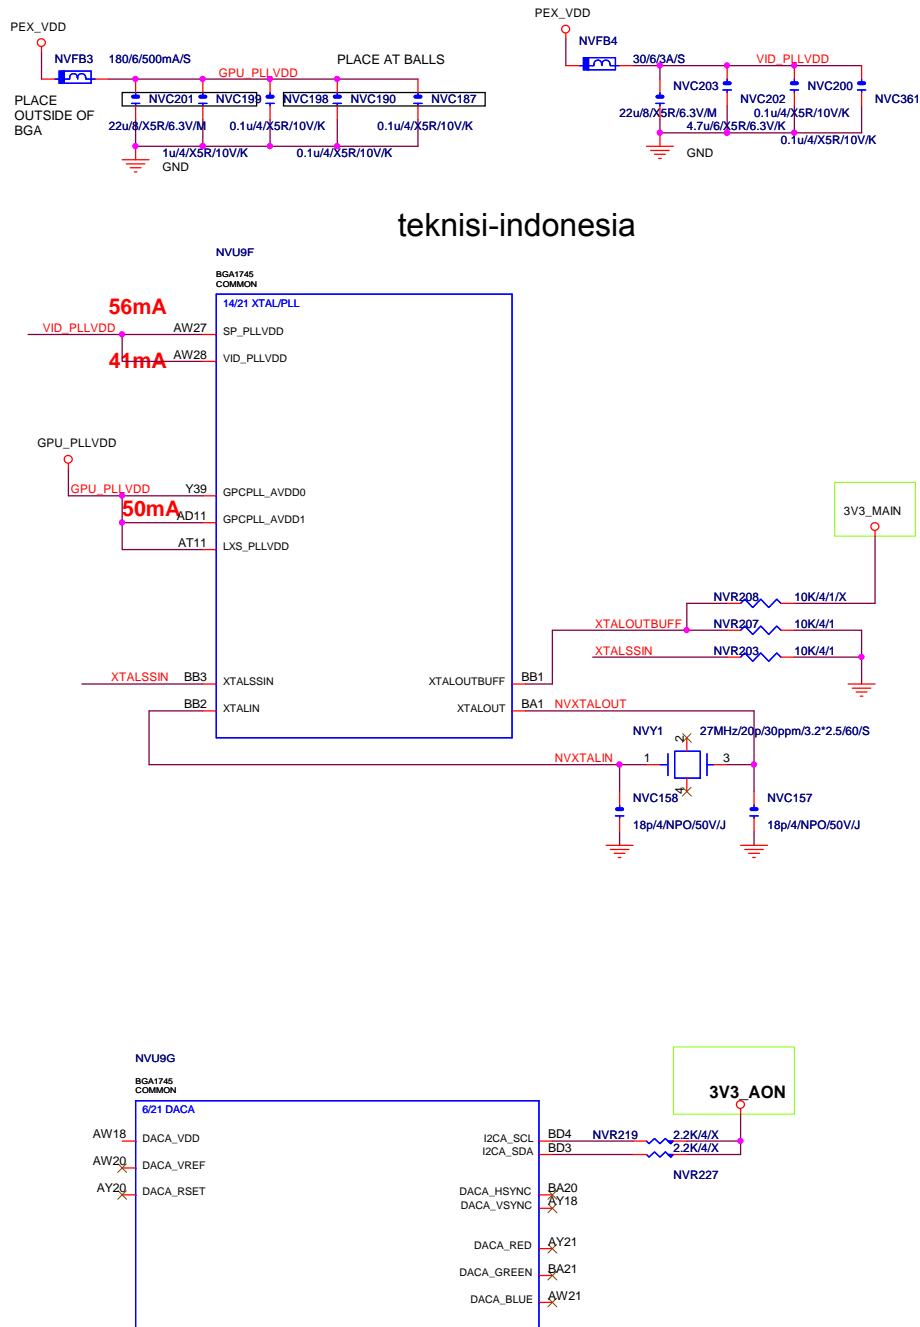 PEX_VDD
NVFB3 180/6/500mA/S
GPU_PLLVDD
PLACE AT BALLS
PLACE
OUTSIDE OF
BGA
NVC201 NVC199 NVC198 NVC190 NVC187
22u/8/X5R/6.3V/M 0.1u/4/X5R/10V/K 0.1u/4/X5R/10V/K
1u/4/X5R/10V/K 0.1u/4/X5R/10V/K
GND
PEX_VDD
NVFB4
30/6/3A/S
VID_PLLVDD
NVC203 NVC200
NVC202 NVC361
22u/8/X5R/6.3V/M 0.1u/4/X5R/10V/K
4.7u/6/X5R/6.3V/K
0.1u/4/X5R/10V/K
GND
teknisi-indonesia
NVU9F
BGA1745
COMMON
14/21 XTAL/PLL
56mA
VID_PLLVDD AW27 SP_PLLVDD
41mA AW28 VID_PLLVDD
GPU_PLLVDD
GPU_PLLVDD Y39 GPCPLL_AVDD0
50mA AD11 GPCPLL_AVDD1
AT11 LXS_PLLVDD
3V3_MAIN
NVR208 10K/4/1/X
XTALOUTBUFF NVR207 10K/4/1
XTALSSIN NVR203 10K/4/1
XTALSSIN BB3 XTALSSIN XTALOUTBUFF BB1
BB2 XTALIN XTALOUT BA1 NVXTALOUT
NVY1 27MHz/20p/30ppm/3.2*2.5/60/S
2
NVXTALIN 1 3
4
NVC158 NVC157
18p/4/NPO/50V/J 18p/4/NPO/50V/J
NVU9G
BGA1745
COMMON
6/21 DACA
3V3_AON
AW18 DACA_VDD I2CA_SCL BD4 NVR219 2.2K/4/X
I2CA_SDA BD3 2.2K/4/X
NVR227
AW20 DACA_VREF
AY20 DACA_RSET DACA_HSYNC BA20
DACA_VSYNC AY18
DACA_RED AY21
DACA_GREEN BA21
DACA_BLUE AW21